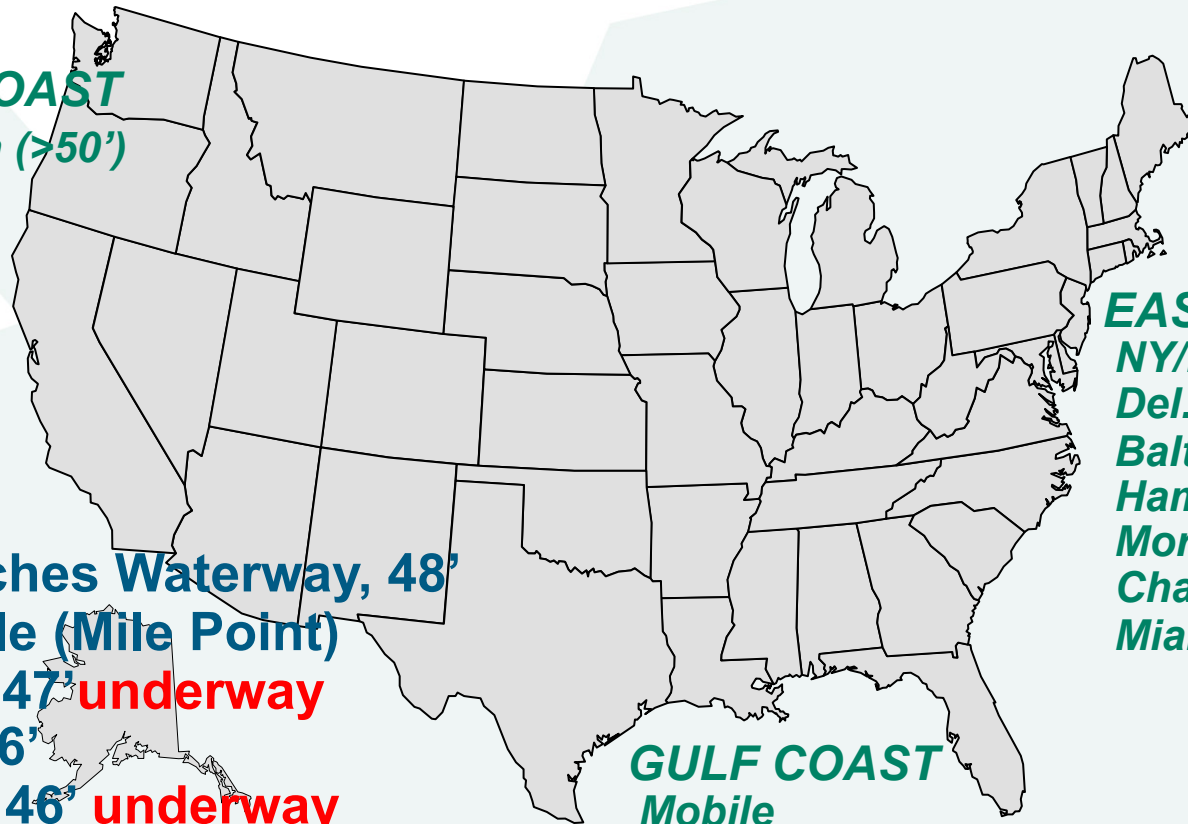 OAST
(>50’)
EAS
NY/
Del.
Balt
Ham
Mor
Cha
Mia
ches Waterway, 48’
le (Mile Point)
47’underway
6’
46’ underway
GULF COAST
Mobile